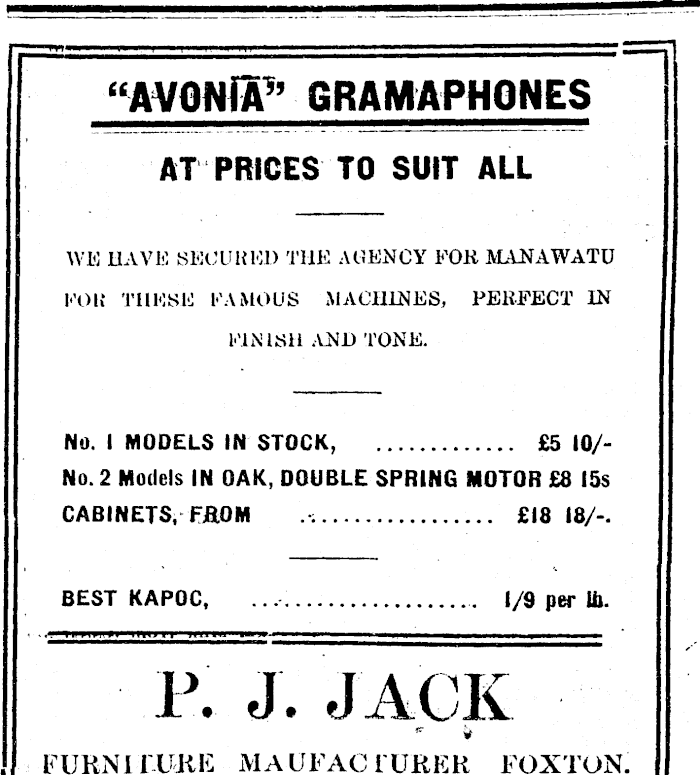 “AVONIA” GRAMAPHONES
AT PRICES TO SUIT ALL
WE HAVE SECURED THE AGENCY FOR MANAWATU
FOR THESE FAMOUS MACHINES, PERFECT IN
FINISH AND TONE.
No. 1 MODELS IN STOCK, ............. £5 10/-
No. 2 Models IN OAK, DOUBLE SPRING MOTOR £8 15s
CABINETS, FROM .................. £18 18/-.
BEST KAPOC, ..................... 1/9 per lb.
P. J. JACK
FURNITURE MAUFACTURER FOXTON.